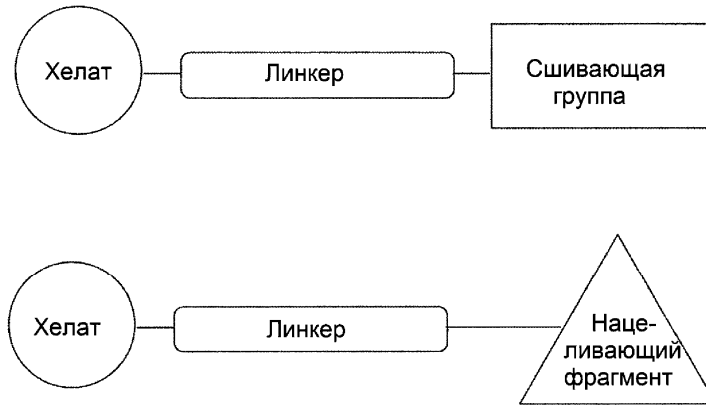 Хелат
Линкер
Сшивающая
группа
Хелат
Линкер
Наце-
ливающий
фрагмент